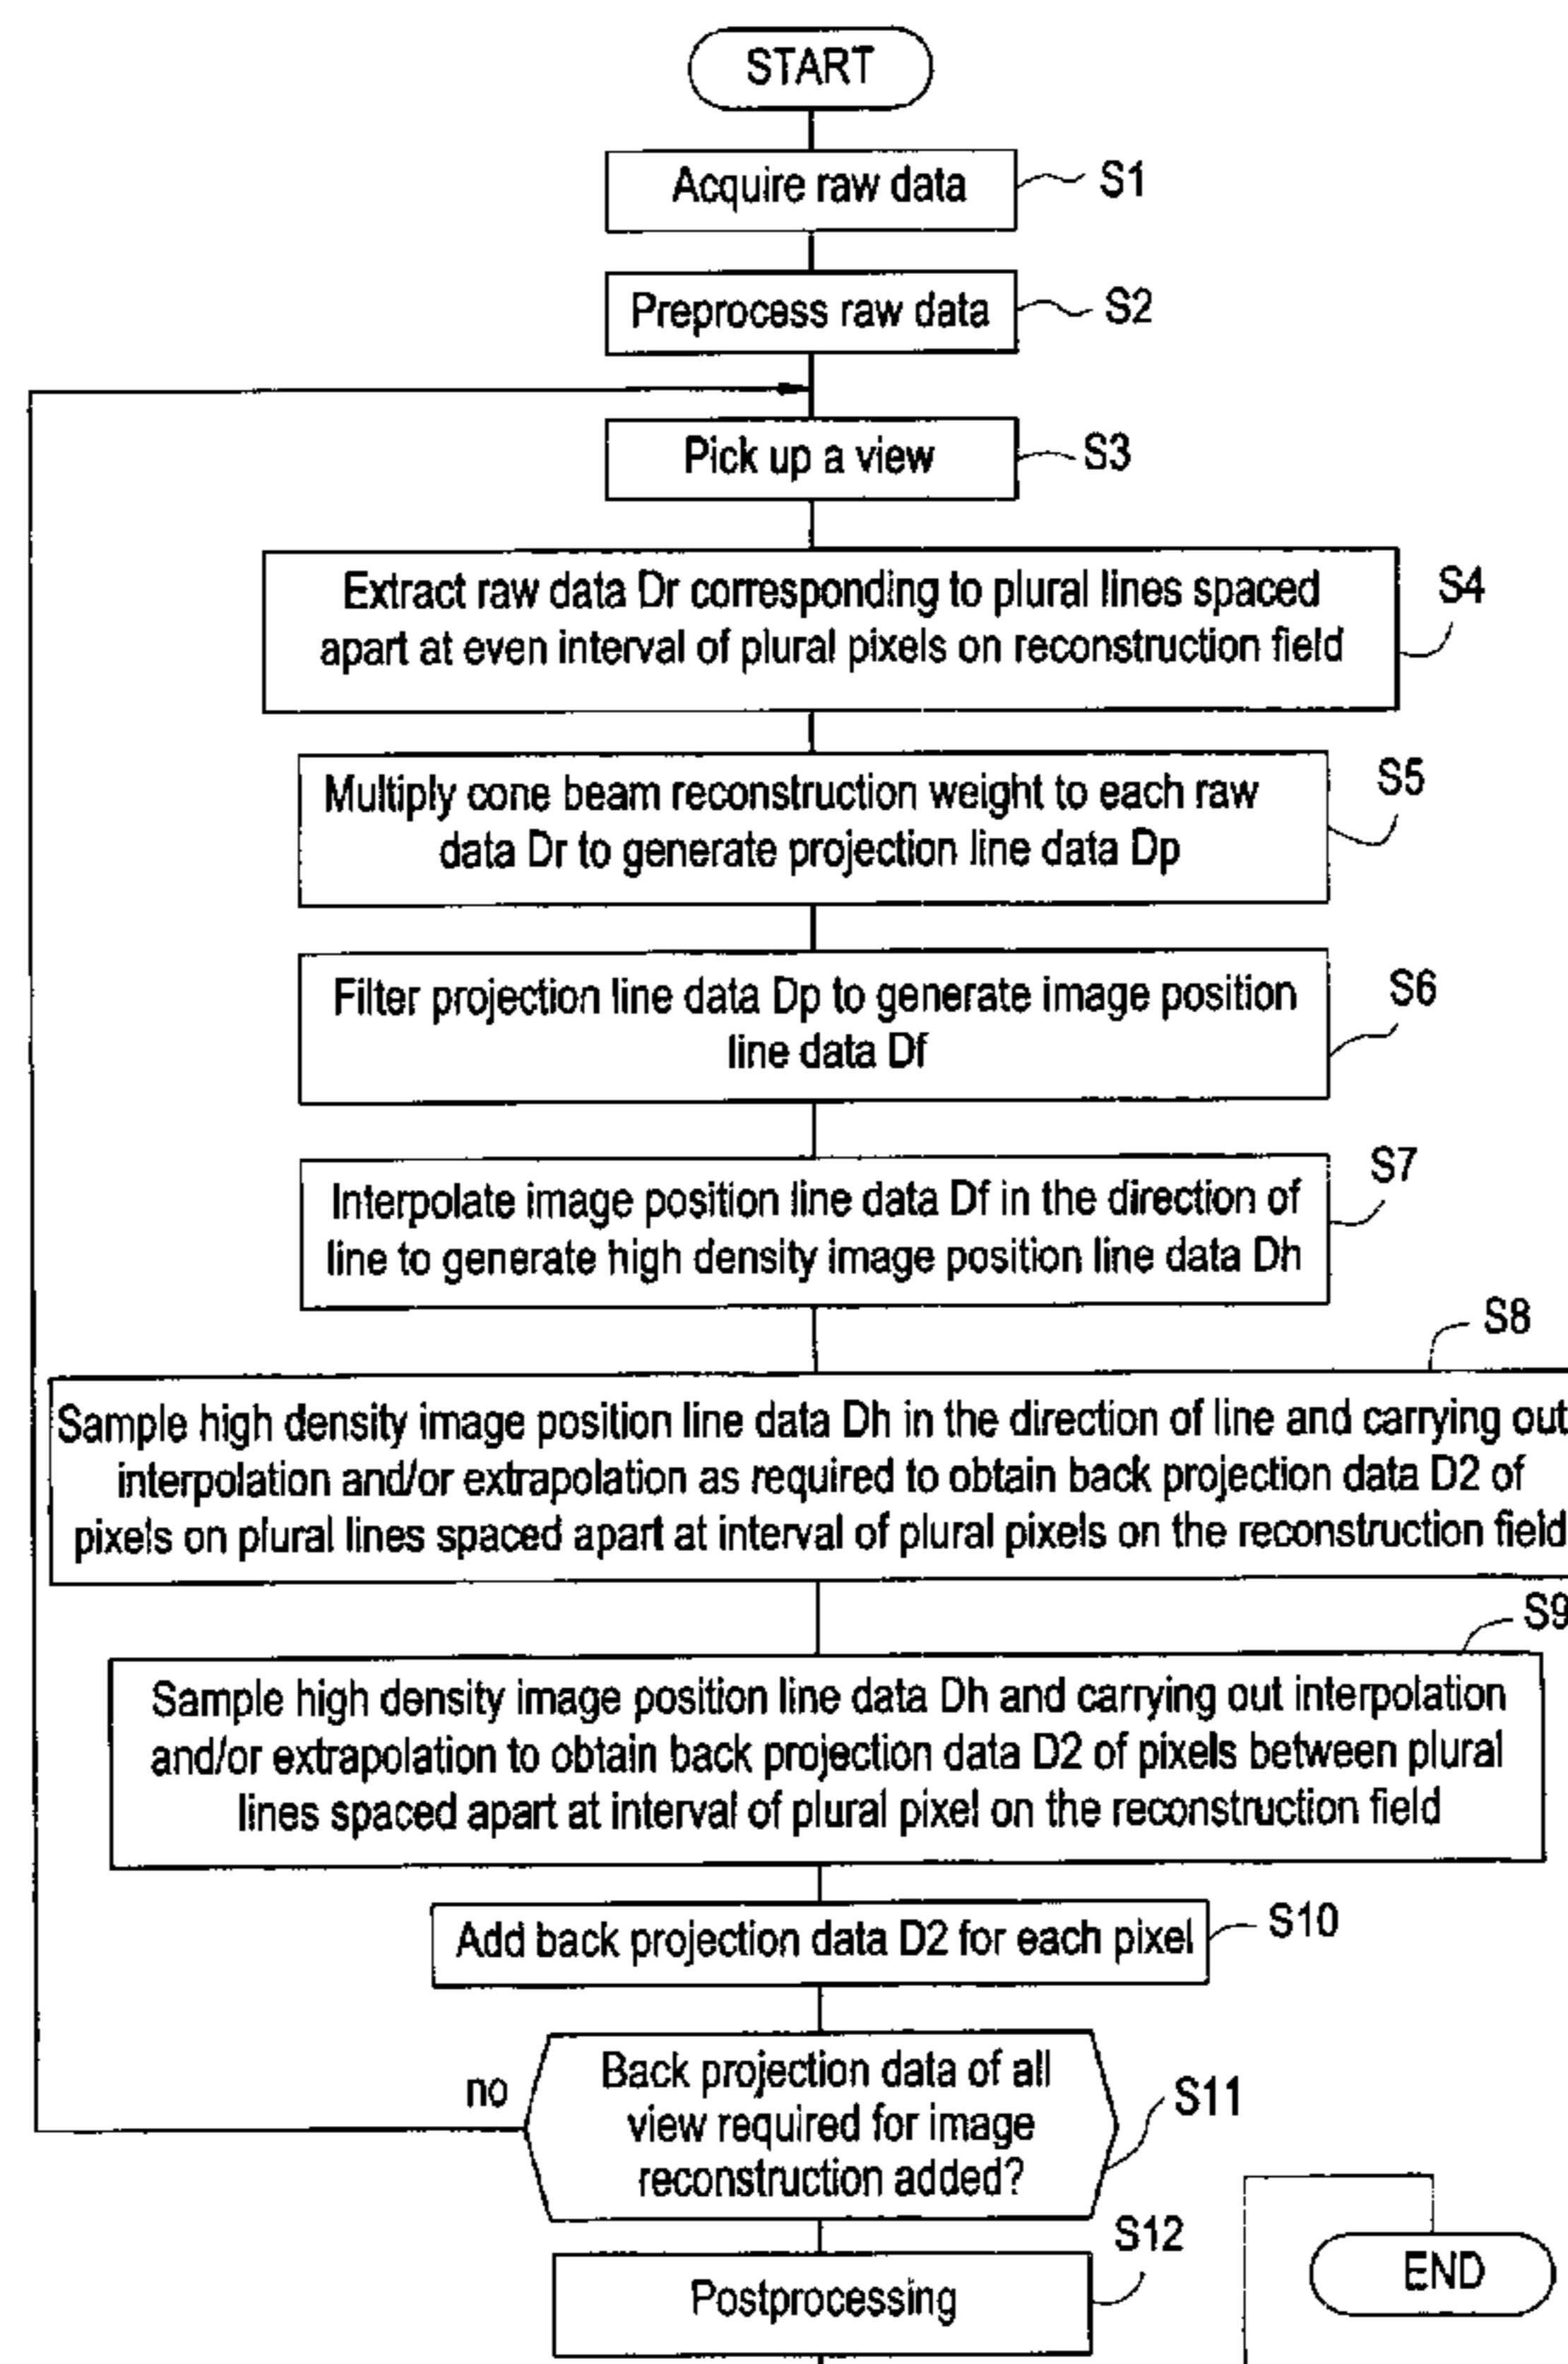 START
Acquire raw data
S1
Preprocess raw data
S2
Pick up a view
S3
Extract raw data Dr corresponding to plural lines spaced
apart at even interval of plural pixels on reconstruction field
S4
Multiply cone beam reconstruction weight to each raw
data Dr to generate projection line data Dp
S5
Filter projection line data Dp to generate image position
line data Df
S6
Interpolate image position line data Df in the direction of
line to generate high density image position line data Dh
S7
S8
Sample high density image position line data Dh in the direction of line and carrying out
interpolation and/or extrapolation as required to obtain back projection data D2 of
pixels on plural lines spaced apart at interval of plural pixels on the reconstruction field
S9
Sample high density image position line data Dh and carrying out interpolation
and/or extrapolation to obtain back projection data D2 of pixels between plural
lines spaced apart at interval of plural pixel on the reconstruction field
Add back projection data D2 for each pixel
S10
no
Back projection data of all
view required for image
reconstruction added?
S11
Postprocessing
S12
END